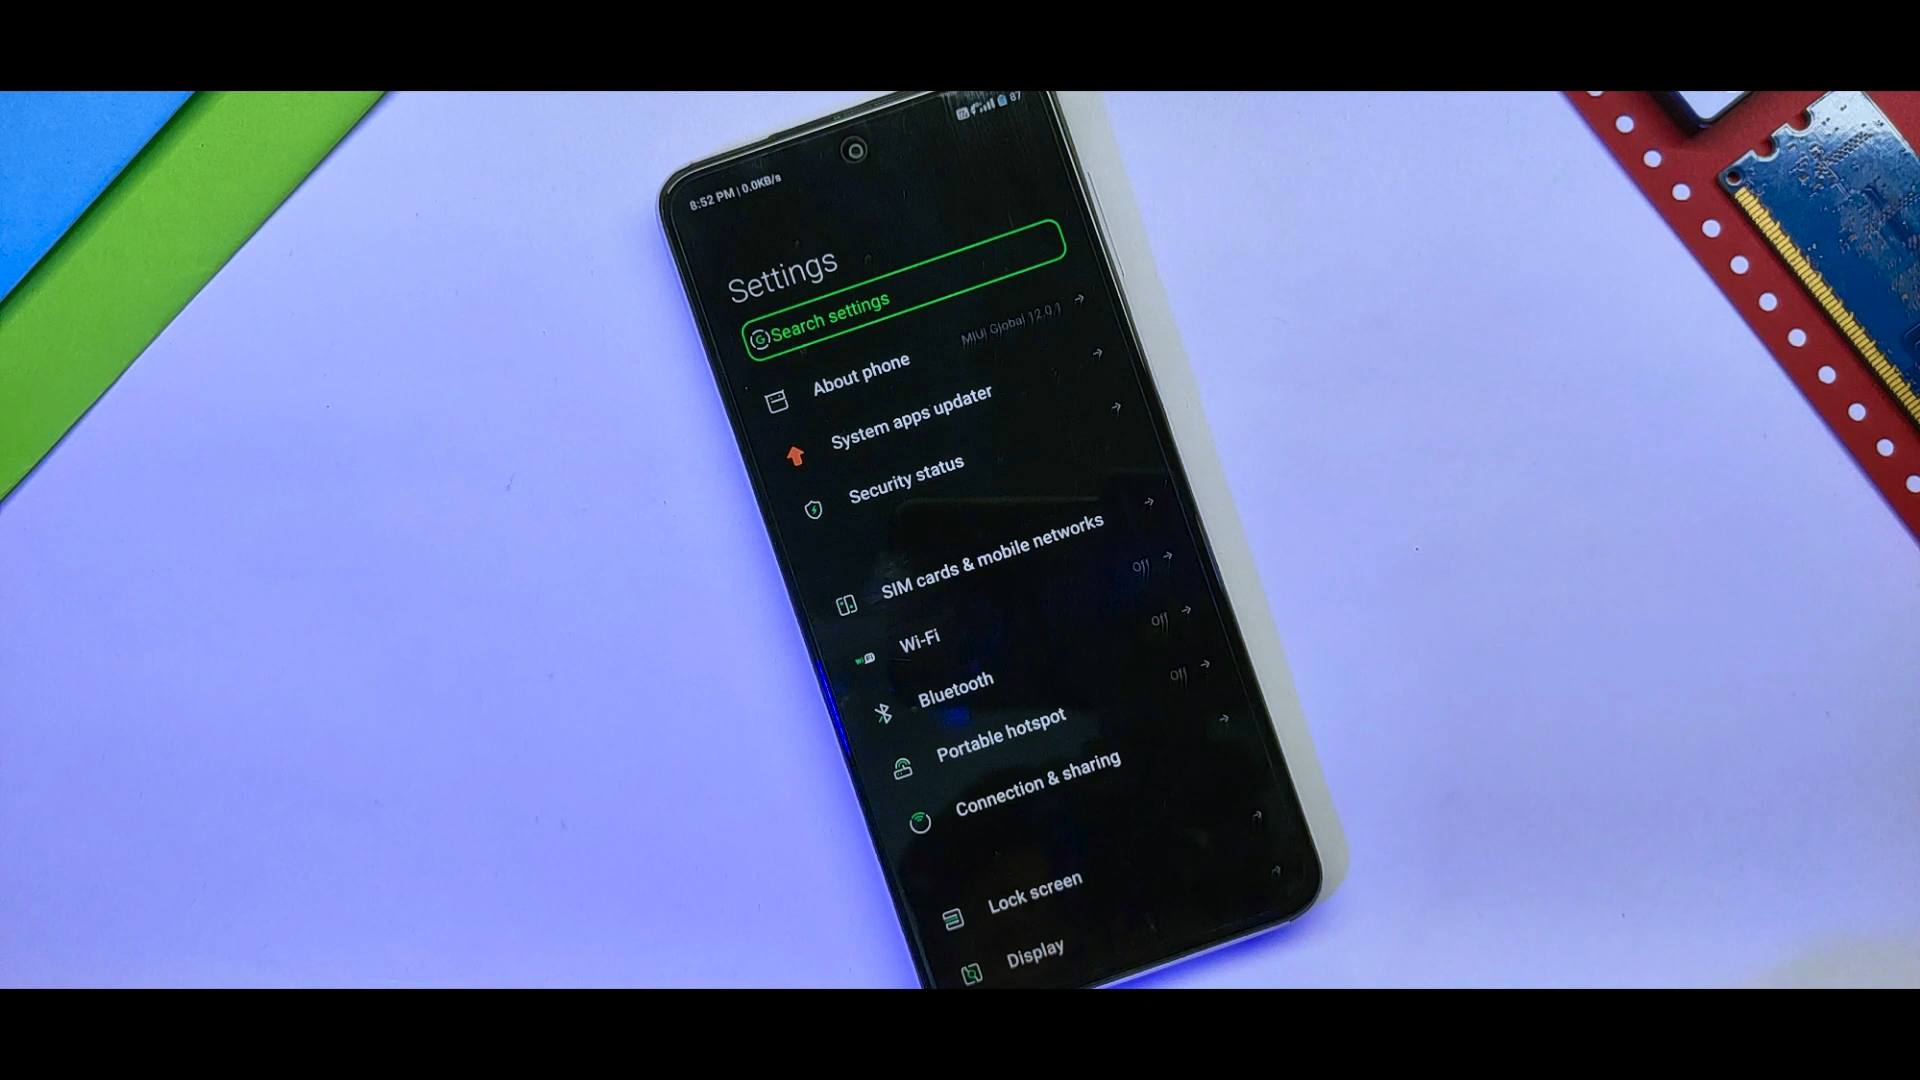 8:52 PM | 0.0KB/s
87
Settings
Search settings
About phone
MIUI Global 12.0.1
System apps updater
Security status
SIM cards & mobile networks
Wi-Fi
Off
Bluetooth
Off
Portable hotspot
Off
Connection & sharing
Lock screen
Display